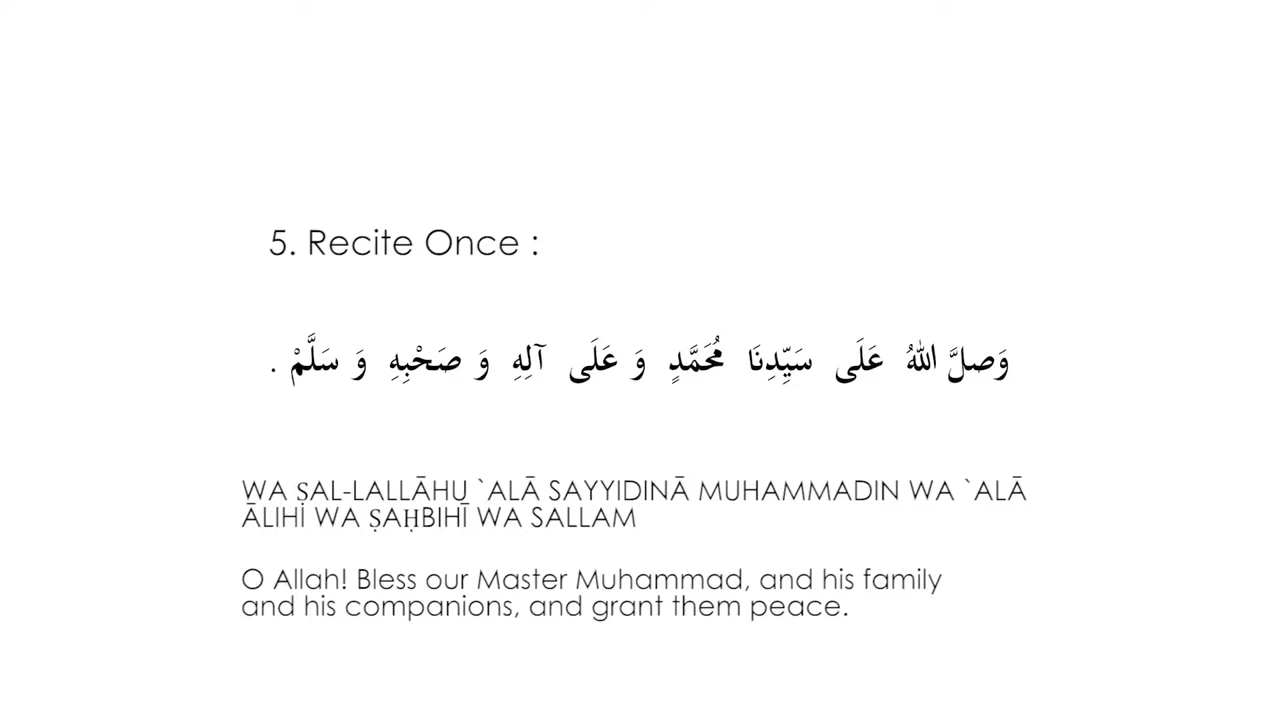 5. Recite Once :
وَصلَّ اللهُ عَلَى سَيِّدِنَا مُحَمَّدٍ وَ عَلَى آلِهِ وَ صَحْبِهِ وَ سَلَّمْ .
WA ṢAL-LALLĀHU `ALĀ SAYYIDINĀ MUHAMMADIN WA `ALĀ
ĀLIHĪ WA ṢAḤBIHĪ WA SALLAM
O Allah! Bless our Master Muhammad, and his family
and his companions, and grant them peace.